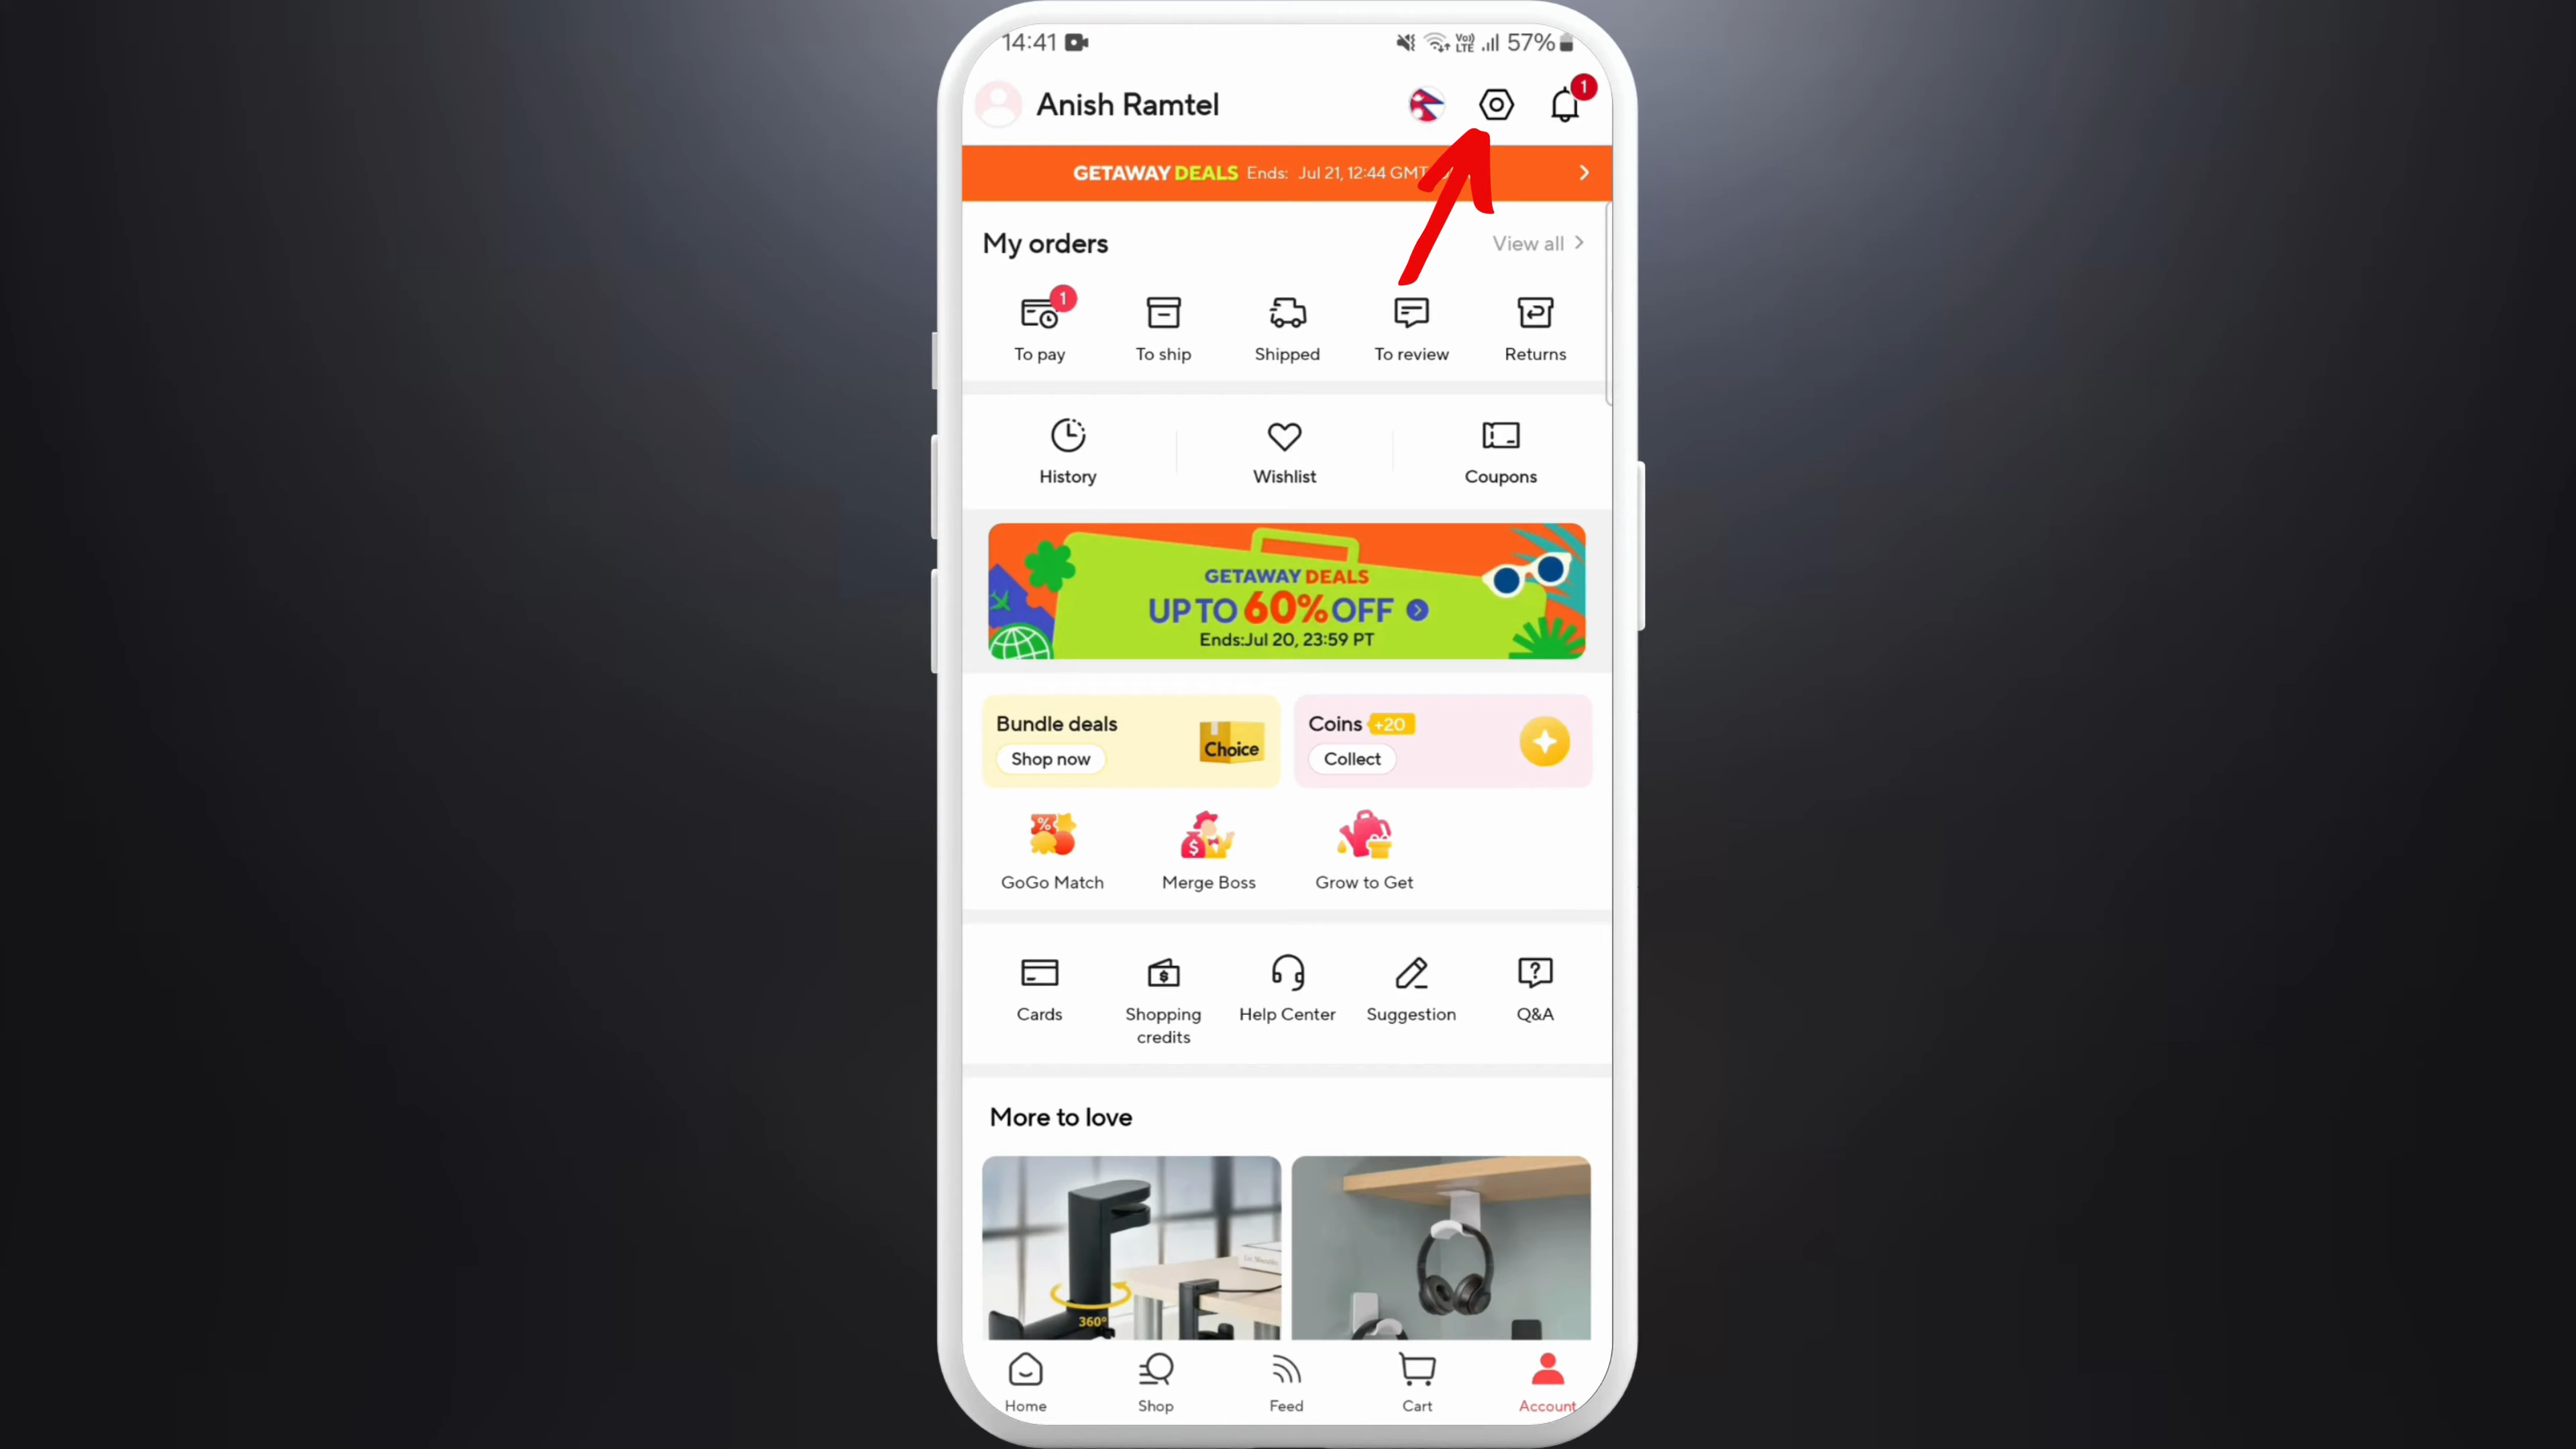 14:41
Vo) LTE 57%
Anish Ramtel
1
GETAWAY DEALS Ends: Jul 21, 12:44 GMT
My orders
View all
1
To pay
To ship
Shipped
To review
Returns
History
Wishlist
Coupons
GETAWAY DEALS
UP TO 60% OFF
Ends:Jul 20, 23:59 PT
Bundle deals
Shop now
Choice
Coins +20
Collect
GoGo Match
Merge Boss
Grow to Get
Cards
Shopping credits
Help Center
Suggestion
Q&A
More to love
360°
Home
Shop
Feed
Cart
Account